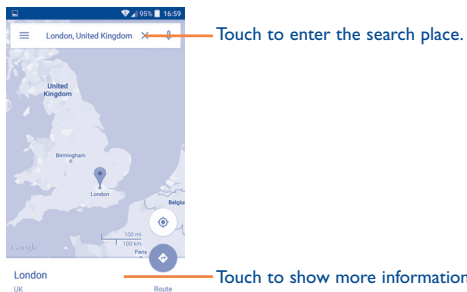 95% 16:59
London, United Kingdom
Touch to enter the search place.
United
Kingdom
Birmingham
London
Belgiu
100 mi
100 km
Paris
Google
London
Touch to show more information
UK
Route